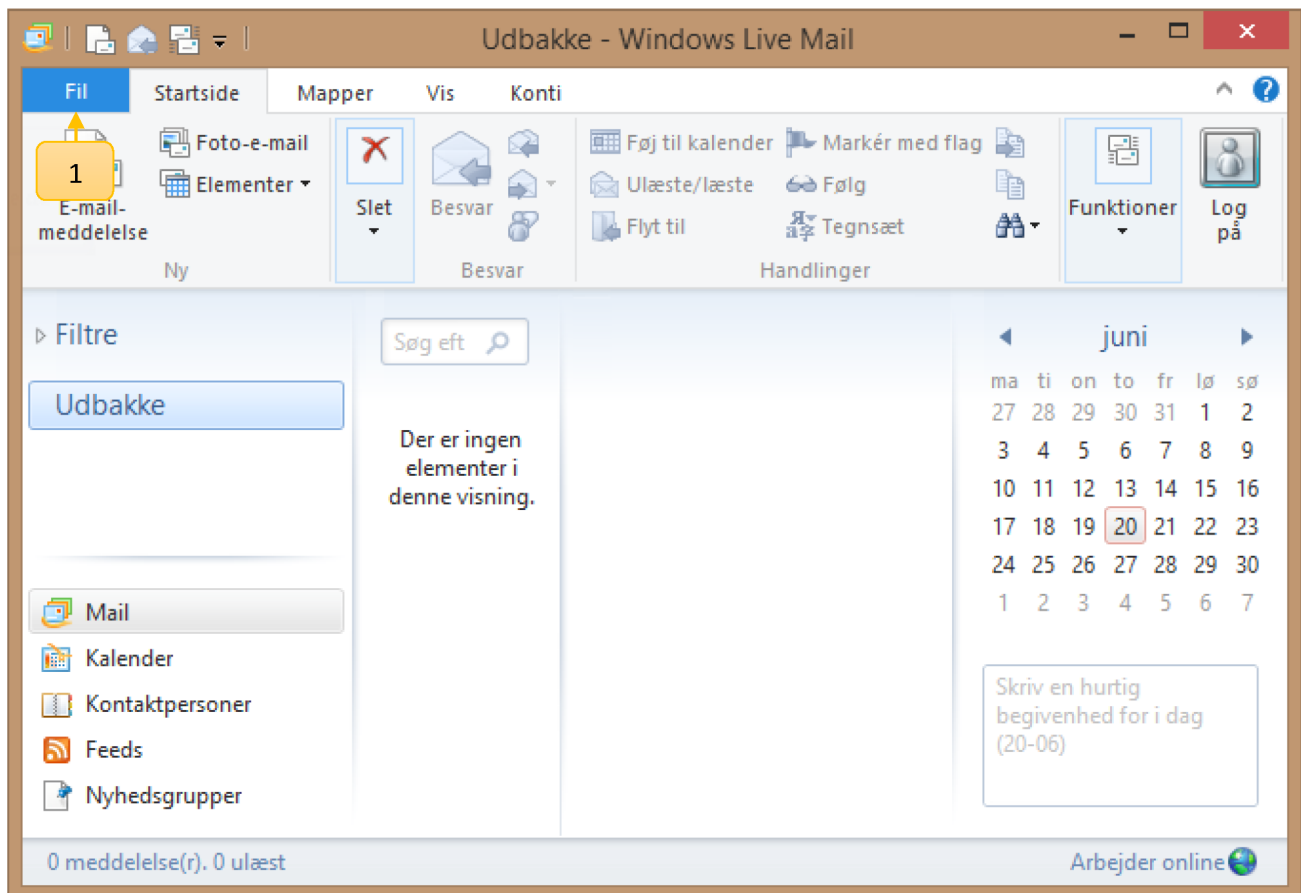 Udbakke - Windows Live Mail
Fil Startside Mapper Vis Konti
1
E-mail-
meddelelse
Foto-e-mail
Elementer
Ny
Slet
Besvar
Besvar
Føj til kalender
Ulæste/læste
Flyt til
Markér med flag
Følg
Tegnsæt
Handlinger
Funktioner
Log
på
Filtre
Udbakke
Mail
Kalender
Kontaktpersoner
Feeds
Nyhedsgrupper
Søg eft
Der er ingen
elementer i
denne visning.
juni
ma ti on to fr lø sø
27 28 29 30 31 1 2
3 4 5 6 7 8 9
10 11 12 13 14 15 16
17 18 19 20 21 22 23
24 25 26 27 28 29 30
1 2 3 4 5 6 7
Skriv en hurtig
begivenhed for i dag
(20-06)
0 meddelelse(r). 0 ulæst
Arbejder online